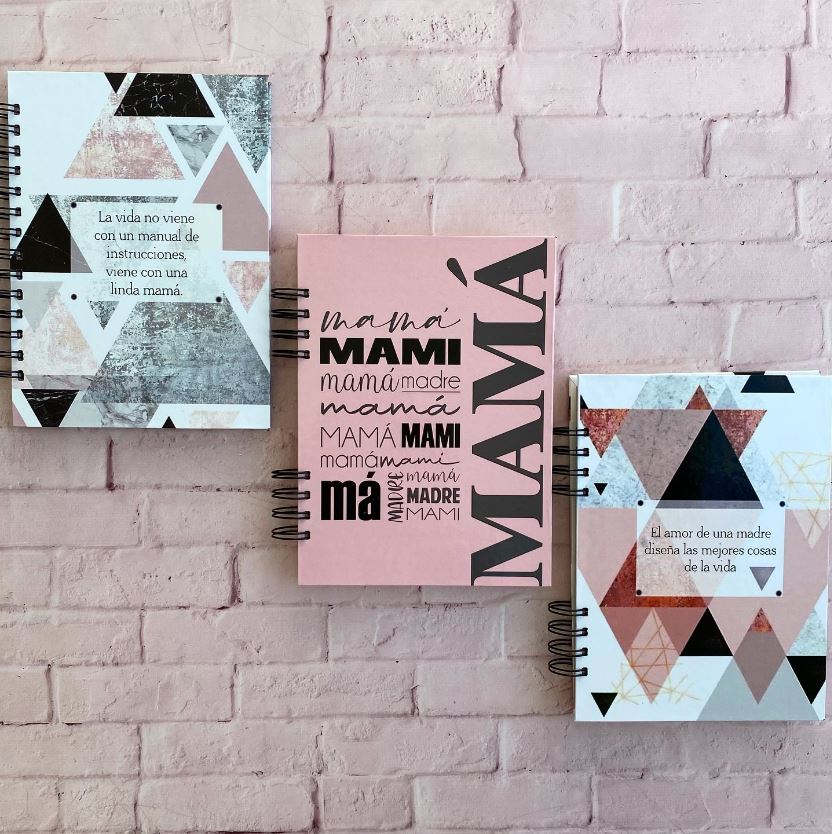 La vida no viene
con un manual de
instrucciones,
viene con una
linda mamá.
mamá
MAMI
mamá madre
mamá
MAMÁ MAMI
mamá mami
má MADRE mamá
MADRE
MAMI
MAMÁ
El amor de una madre
diseña las mejores cosas
de la vida